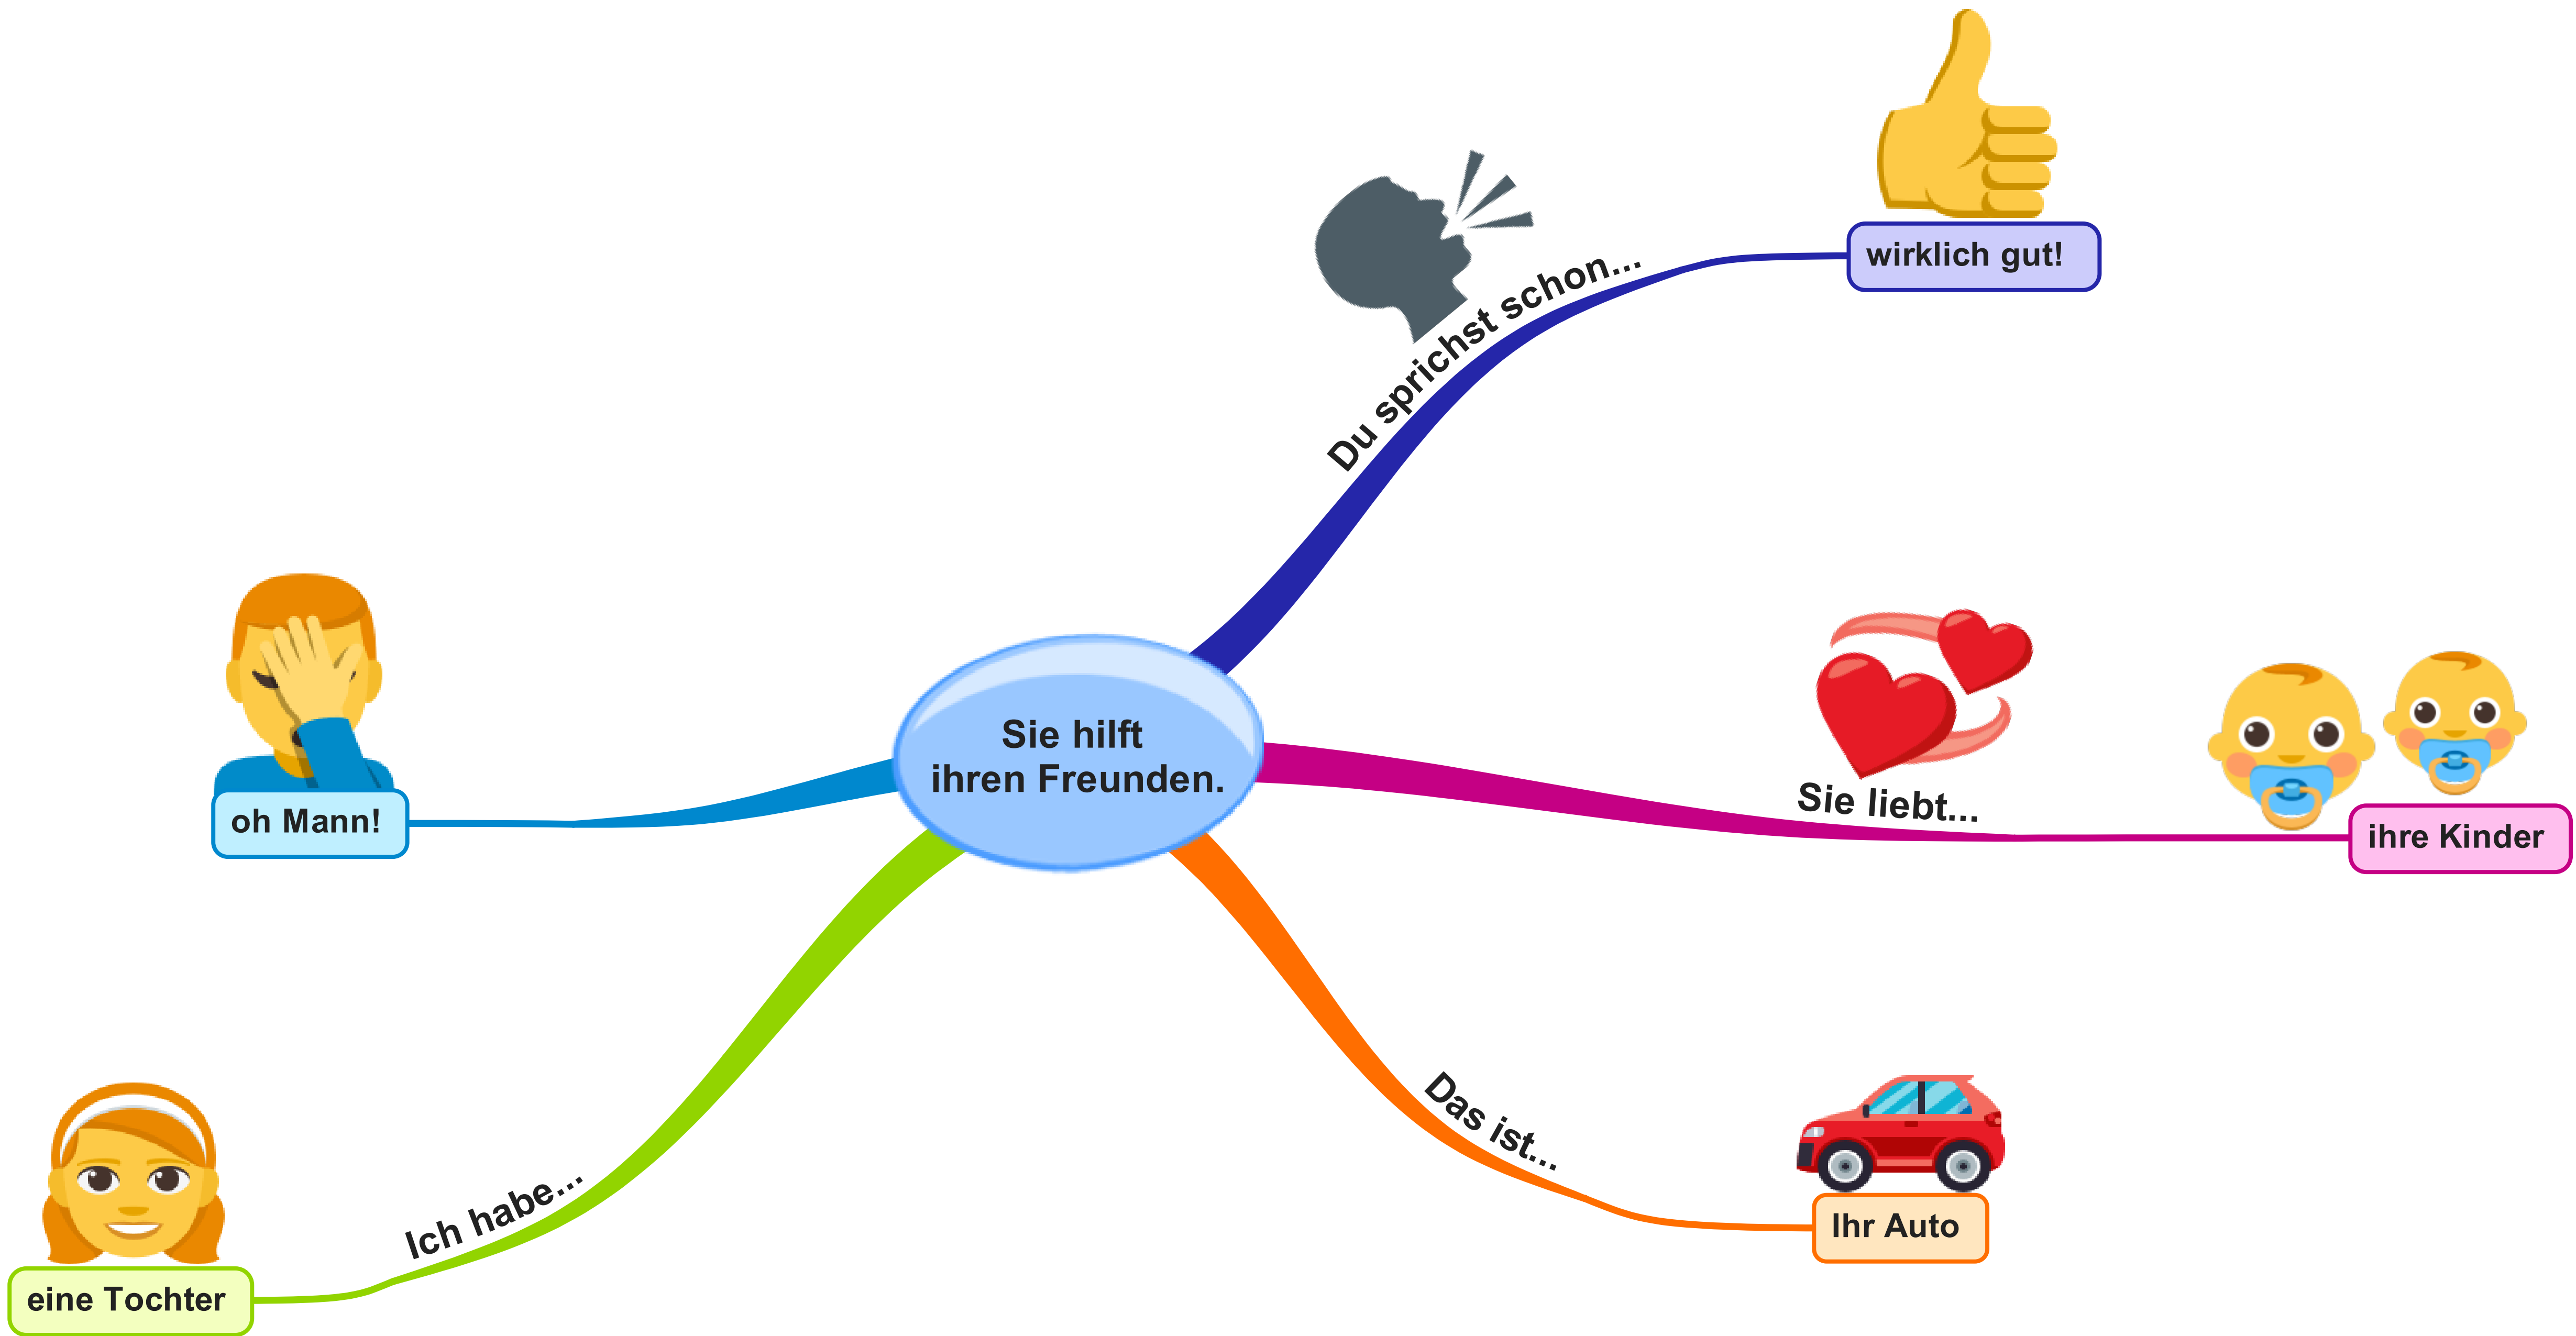 Sie hilft
ihren Freunden.
Du sprichst schon...
wirklich gut!
Sie liebt...
ihre Kinder
Das ist...
Ihr Auto
Ich habe...
eine Tochter
oh Mann!